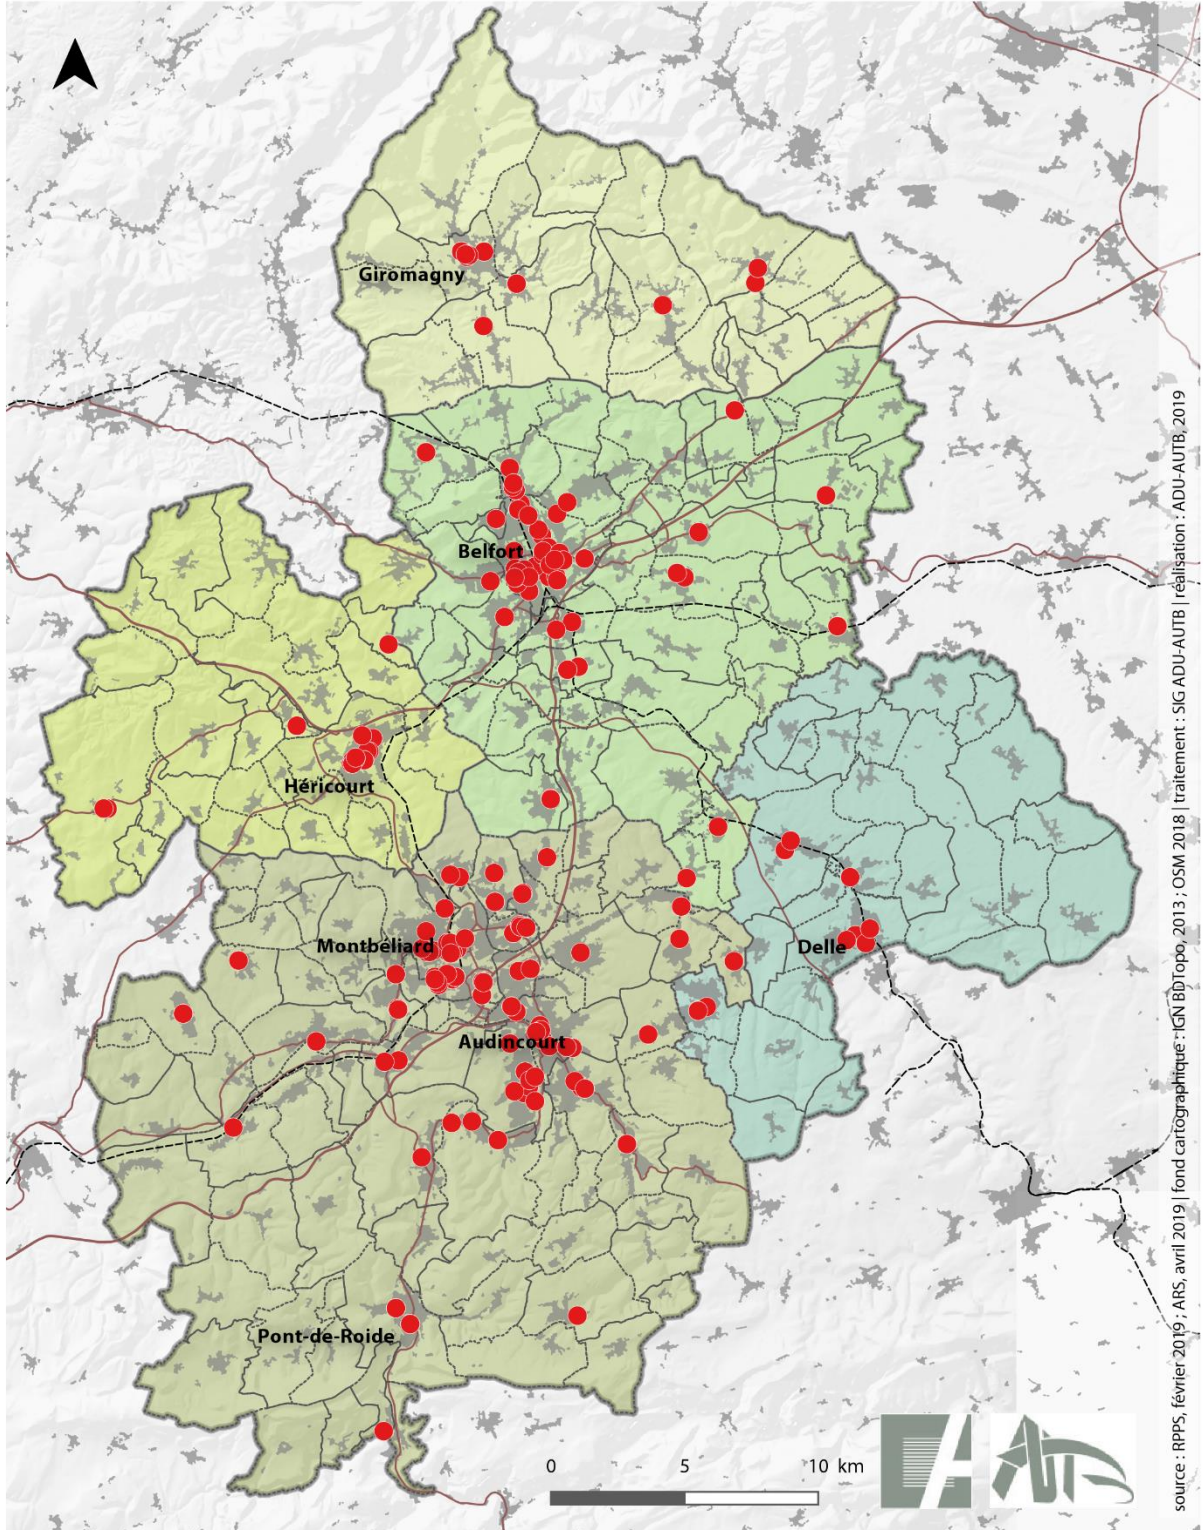 Giromagny
Belfort
Héricourt
Montbéliard
Delle
Audincourt
Pont-de-Roide
0 5 10 km
source : RPPS, février 2019 ; ARS, avril 2019 | fond cartographique : IGN BDTopo, 2013 ; OSM 2018 | traitement : SIG ADU-AUTB | réalisation : ADU-AUTB, 2019